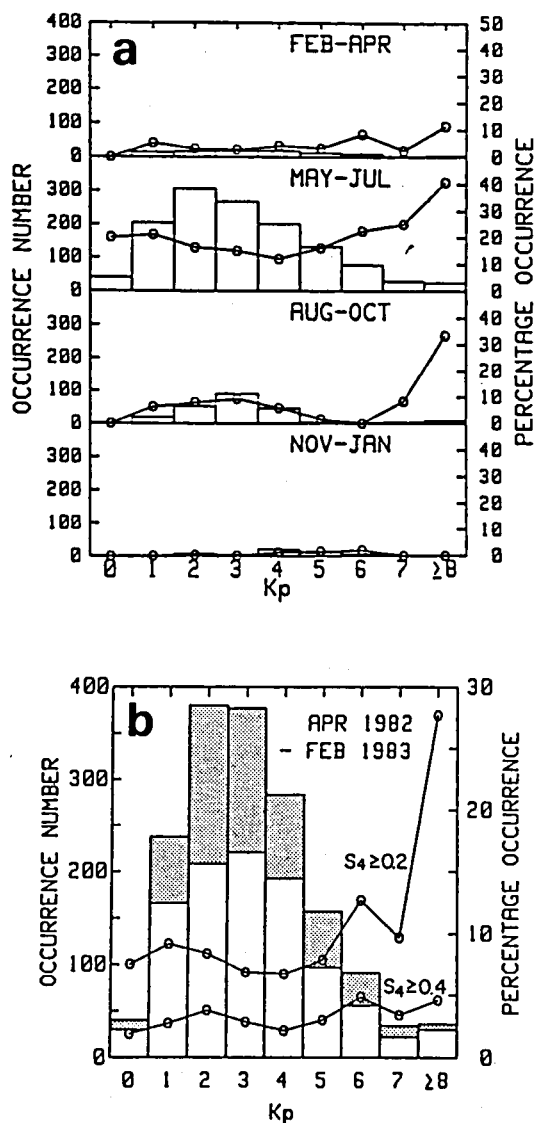 a
FEB-APR
400
300
200
100
0
50
40
30
20
10
0
MAY-JUL
300
200
100
0
40
30
20
10
0
AUG-OCT
300
200
100
0
40
30
20
10
0
NOV-JAN
300
200
100
0
40
30
20
10
0
OCCURRENCE NUMBER
PERCENTAGE OCCURRENCE
0 1 2 3 4 5 6 7 ≥8
Kp
b
APR 1982
- FEB 1983
400
300
200
100
0
30
20
10
0
S4≥0.2
S4≥0.4
OCCURRENCE NUMBER
PERCENTAGE OCCURRENCE
0 1 2 3 4 5 6 7 ≥8
Kp